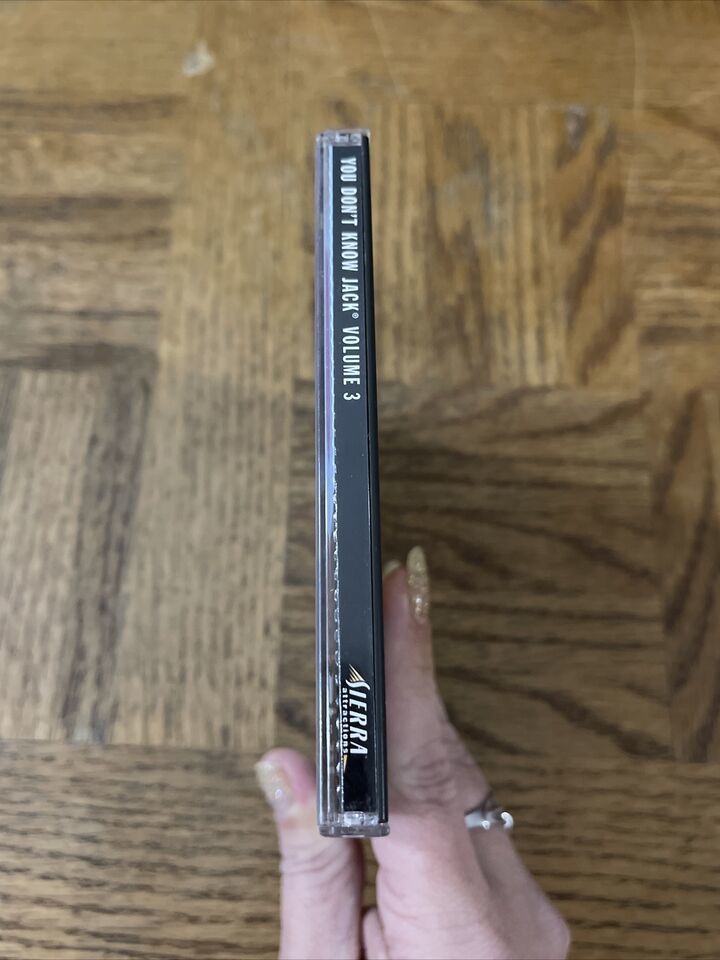 YOU DON'T KNOW JACK® VOLUME 3
SIERRA
attractions